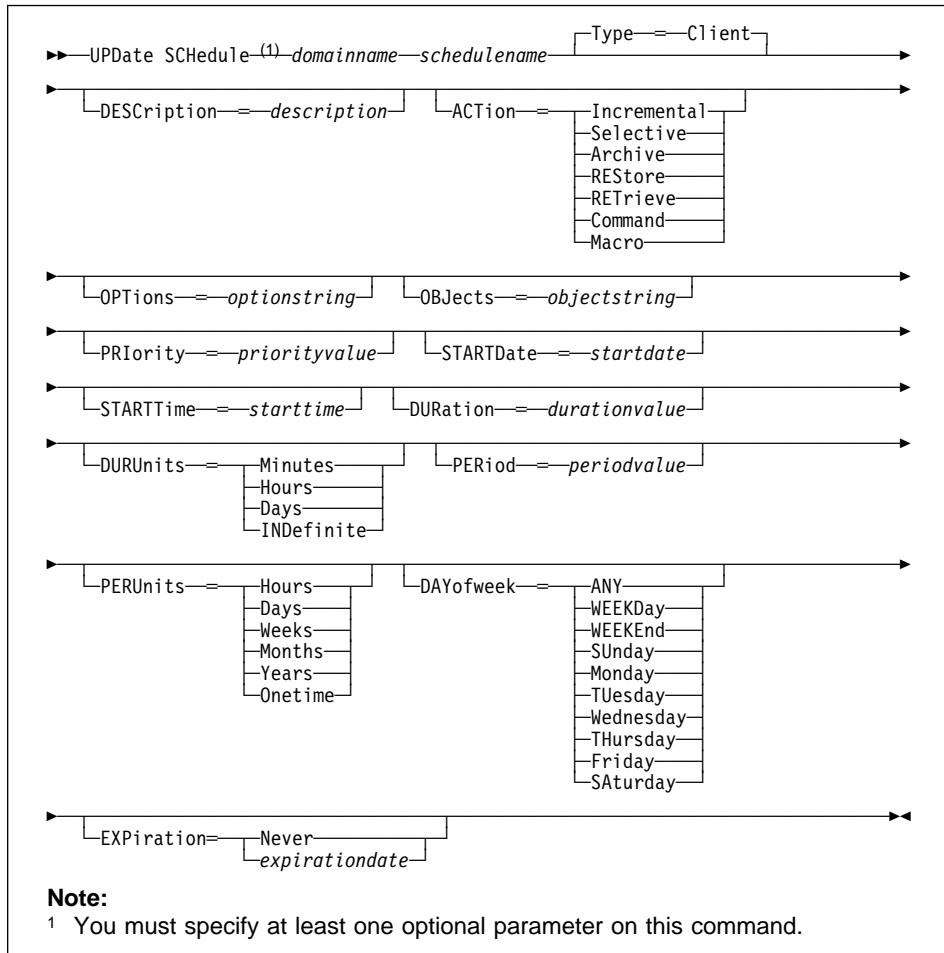 Type = Client
UPDate SCHedule (1) domainname schedulename
DESCription = description ACTion = Incremental
Selective
Archive
REStore
RETrieve
Command
Macro
OPTions = optionstring OBJects = objectstring
PRIority = priorityvalue STARTDate = startdate
STARTTime = starttime DURation = durationvalue
DURUnits = Minutes PERiod = periodvalue
Hours
Days
INDefinite
PERUnits = Hours DAYofweek = ANY
Days WEEKDay
Weeks WEEKEnd
Months SUnday
Years Monday
Onetime TUesday
Wednesday
THursday
Friday
SAturday
EXPiration= Never
expirationdate
Note:
1 You must specify at least one optional parameter on this command.